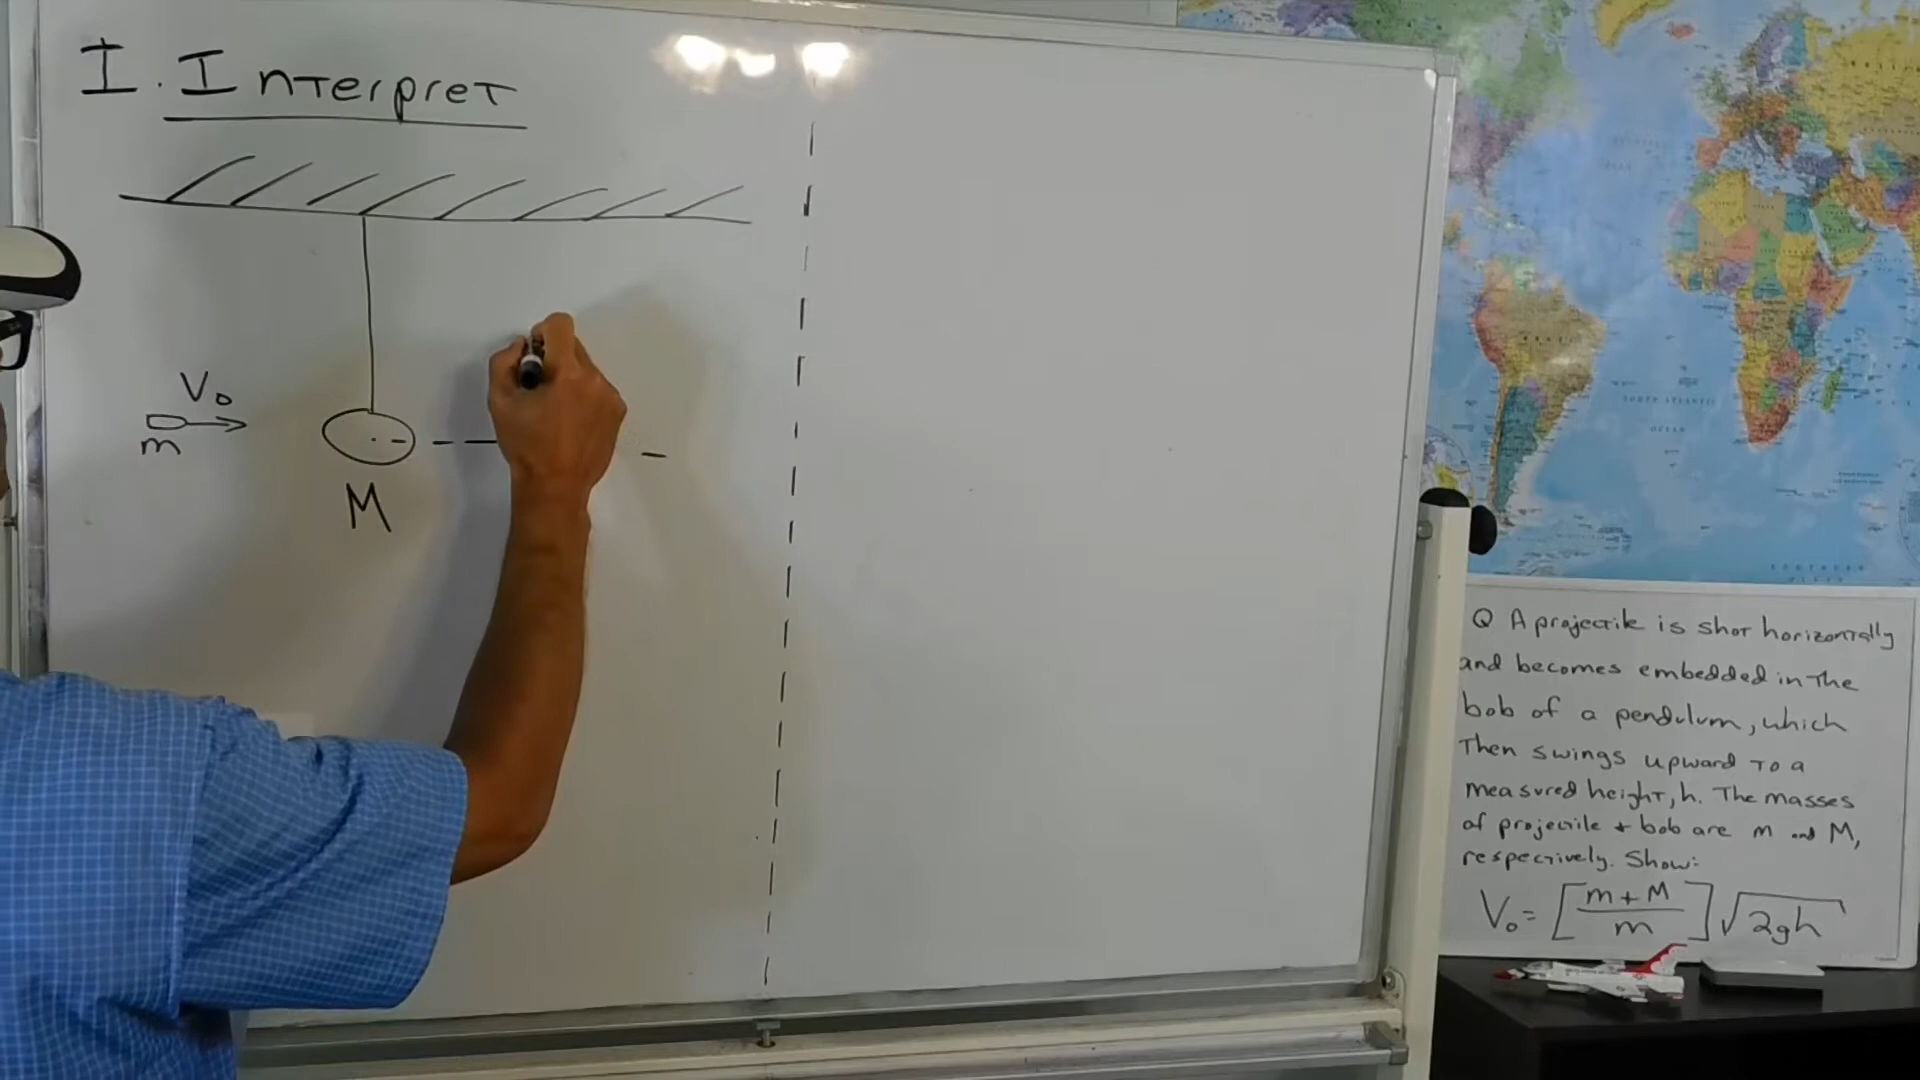 I. Interpret
V₀
m
M
Q A projectile is shot horizontally
and becomes embedded in the
bob of a pendulum, which
Then swings upward to a
measured height, h. The masses
of projectile + bob are m and M,
respectively. Show:
V₀ = [m+M / m] √2gh